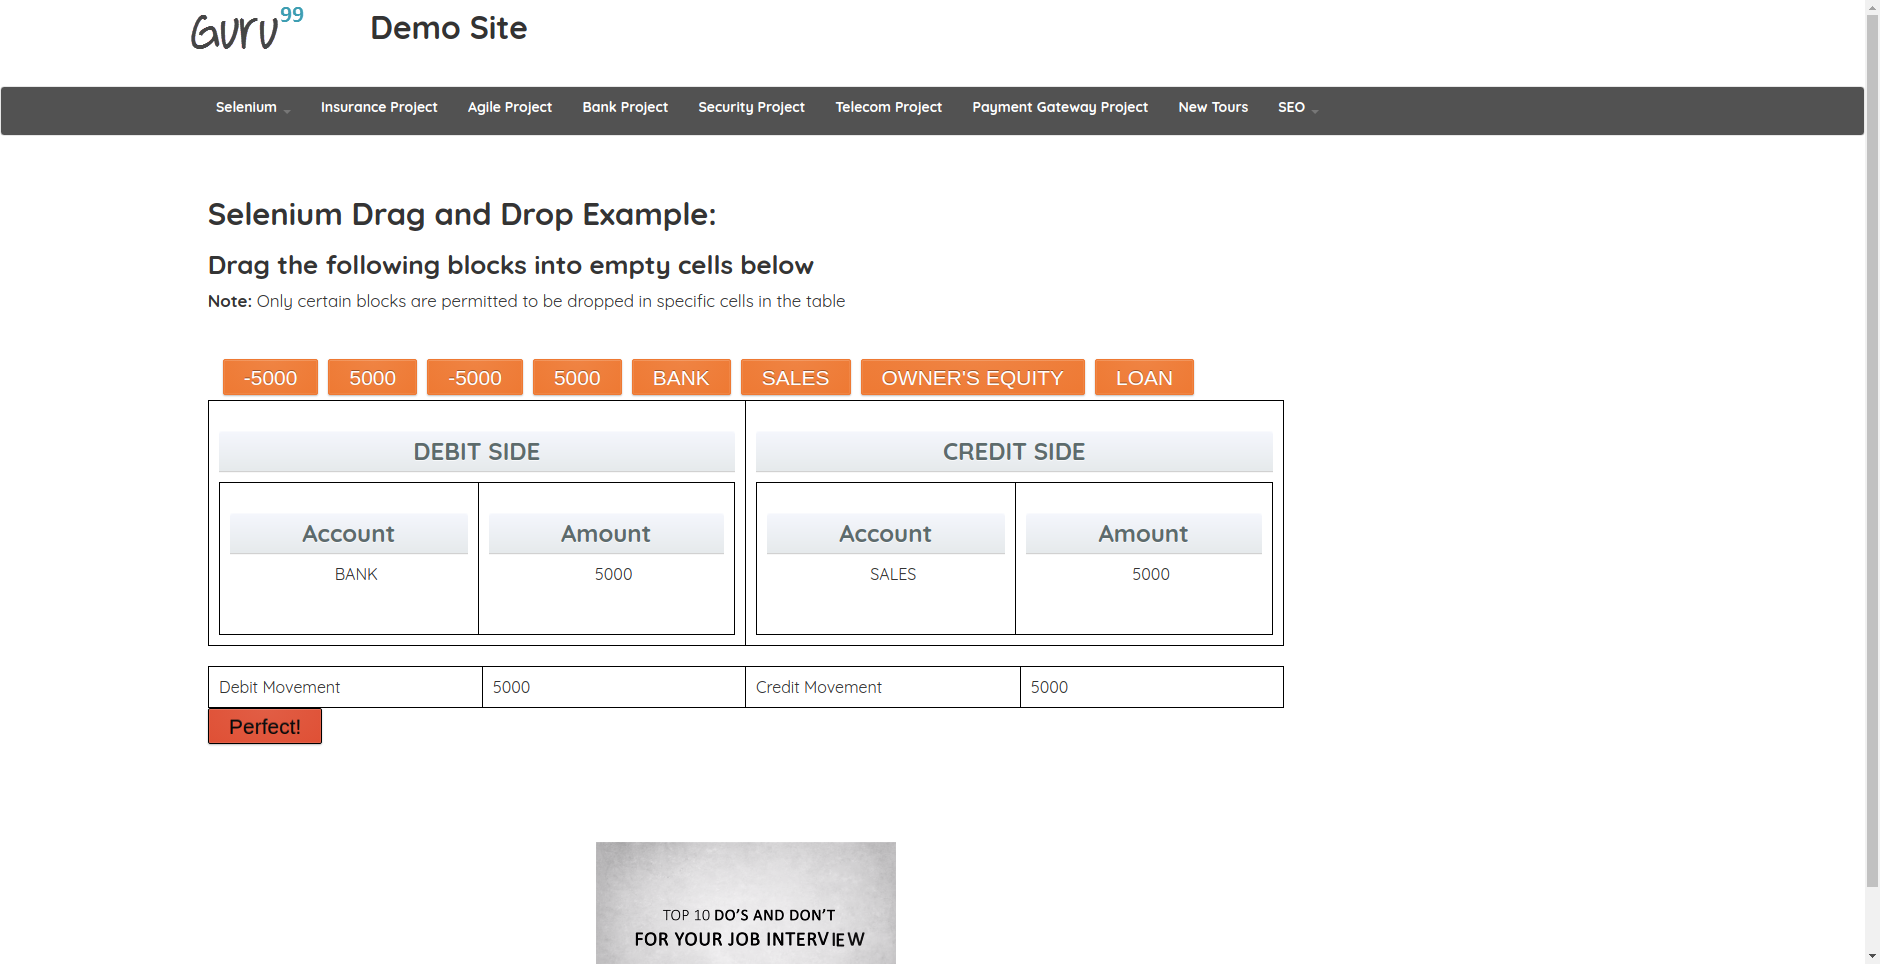 Guru99
Demo Site
Selenium Insurance Project Agile Project Bank Project Security Project Telecom Project Payment Gateway Project New Tours SEO
Selenium Drag and Drop Example:
Drag the following blocks into empty cells below
Note: Only certain blocks are permitted to be dropped in specific cells in the table
-5000 5000 -5000 5000 BANK SALES OWNER'S EQUITY LOAN
DEBIT SIDE CREDIT SIDE
Account Amount Account Amount
BANK 5000 SALES 5000
Debit Movement 5000 Credit Movement 5000
Perfect!
TOP 10 DO'S AND DON'T
FOR YOUR JOB INTERVIEW